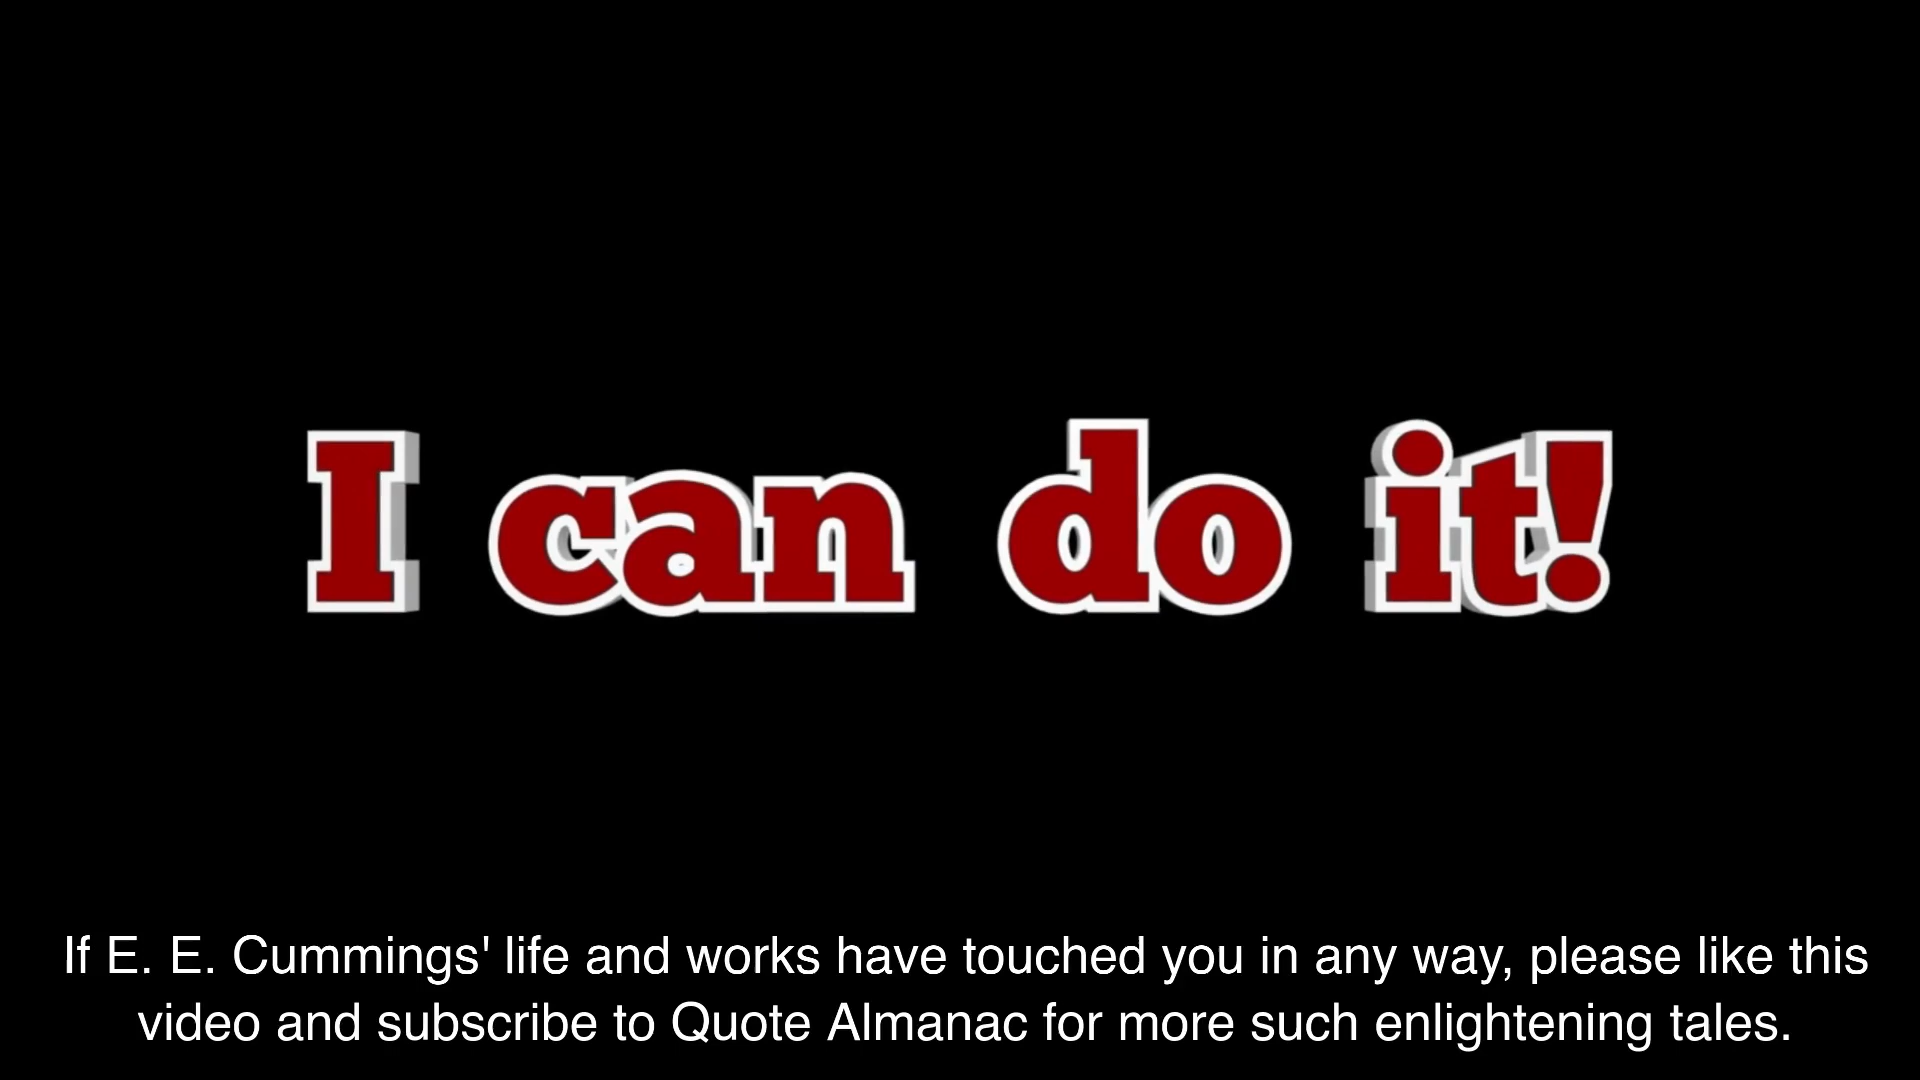 I can do it!
If E. E. Cummings' life and works have touched you in any way, please like this
video and subscribe to Quote Almanac for more such enlightening tales.